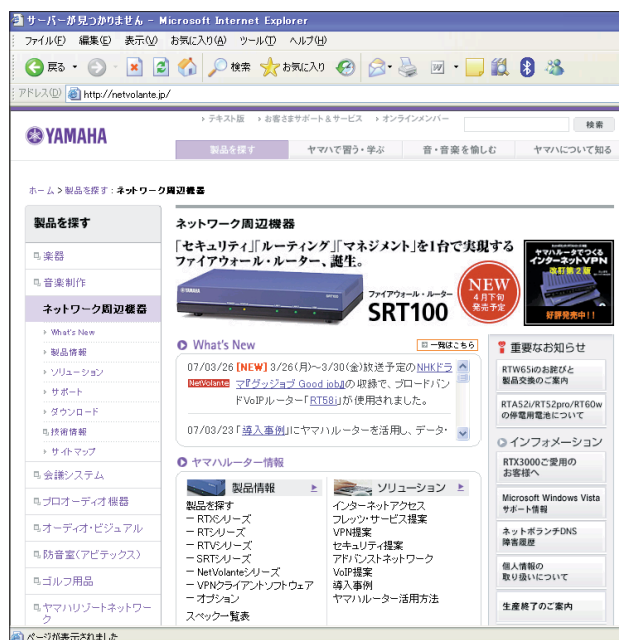 サーバーが見つかりません - Microsoft Internet Explorer
ファイル(F) 編集(E) 表示(V) お気に入り(A) ツール(T) ヘルプ(H)
戻る 検索 お気に入り
アドレス(D) http://netvolante.jp/
テキスト版 お客さまサポート&サービス オンラインメンバー
検索
YAMAHA
製品を探す ヤマハで習う・学ぶ 音・音楽を愉しむ ヤマハについて知る
ホーム > 製品を探す : ネットワーク周辺機器
製品を探す
楽器
音楽制作
ネットワーク周辺機器
What's New
製品情報
ソリューション
サポート
ダウンロード
技術情報
サイトマップ
会議システム
プロオーディオ機器
オーディオ・ビジュアル
防音室(アビテックス)
ゴルフ用品
ヤマハリゾートネットワー
ク
ネットワーク周辺機器
「セキュリティ」「ルーティング」「マネジメント」を1台で実現する
ファイアウォール・ルーター、誕生。
ファイアウォール・ルーター
SRT100
NEW
4月下旬
発売予定
ヤマハルータでつくる
インターネットVPN
改訂第2版
好評発売中!!
What's New
一覧はこちら
07/03/26 [NEW] 3/26(月)~3/30(金)放送予定のNHKドラ
NetVolante マ『グッジョブ Good job』の収録で、ブロードバン
ドVoIPルーター「RT58i」が使用されました。
07/03/23「導入事例」にヤマハルーターを活用し、データ・
ヤマハルーター情報
製品情報
製品を探す
- RTXシリーズ
- RTシリーズ
- RTVシリーズ
- SRTシリーズ
- NetVolanteシリーズ
- VPNクライアントソフトウェア
- オプション
スペック一覧表
ソリューション
インターネットアクセス
フレッツ・サービス提案
VPN提案
セキュリティ提案
アドバンストネットワーク
VoIP提案
導入事例
ヤマハルーター活用方法
重要なお知らせ
RTW65iのお詫びと
製品交換のご案内
RTA52i/RT52pro/RT60w
の停電用電池について
インフォメーション
RTX3000ご愛用の
お客様へ
Microsoft Windows Vista
サポート情報
ネットボランチDNS
障害履歴
個人情報の
取り扱いについて
生産終了のご案内
ページが表示されました